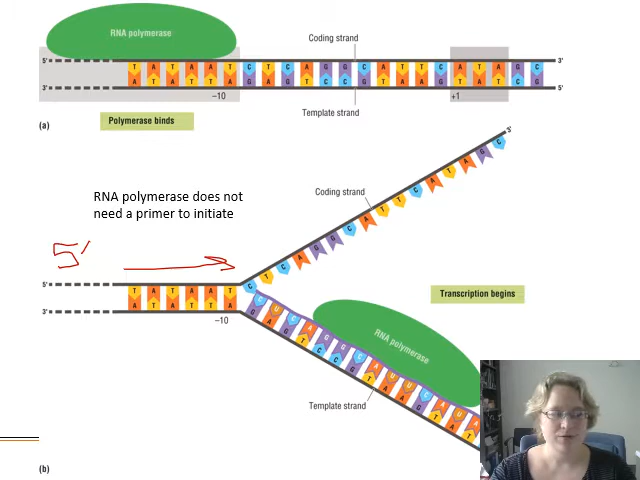 RNA polymerase
Coding strand
5′ T A T A A T C T C A G G C A T T C A T A G C 3′
3′ A T A T T A G A G T C C G T A A G T A T C G 5′
−10
+1
Template strand
(a)
Polymerase binds
3′
RNA polymerase does not
need a primer to initiate
Coding strand
C T C A G G C A T T C A T A G C
5'
5′ T A T A A T
3′ A T A T T A
−10
C U C A G G C A U U C A U A
G A G T C C G T A A G T A T
RNA polymerase
Transcription begins
Template strand
(b)